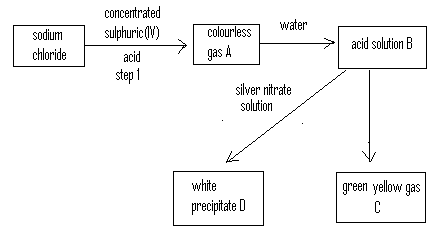 sodium
chloride
concentrated
sulphuric(IV)
acid
step 1
colourless
gas A
water
acid solution B
silver nitrate
solution
white
precipitate D
green yellow gas
C